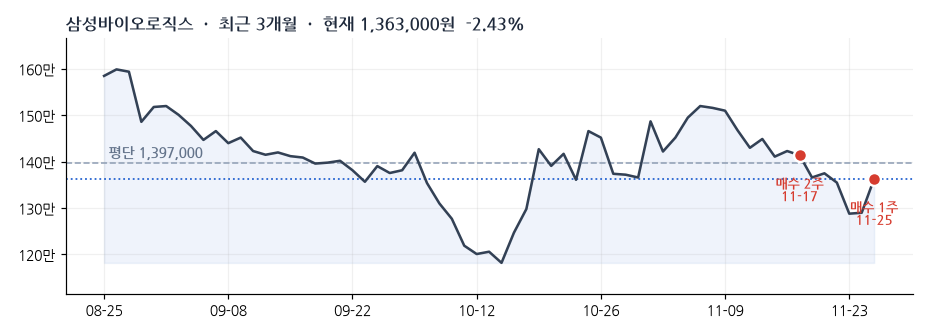 삼성바이오로직스 · 최근 3개월 · 현재 1,363,000원 -2.43%
160만
150만
평단 1,397,000
140만
매수 2주
11-17
130만
매수 1주
11-25
120만
08-25 09-08 09-22 10-12 10-26 11-09 11-23